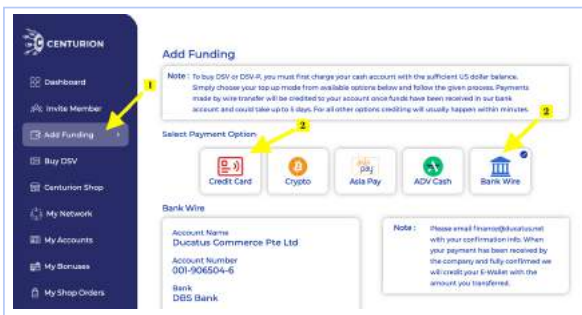 CENTURION
Dashboard
Invite Member
Add Funding
Buy DSV
Centurion Shop
My Network
My Accounts
My Bonuses
My Shop Orders
1
Add Funding
Note : To buy DSV or DSV-R, you must first charge your cash account with the sufficient US dollar balance.
Simply choose your top up mode from available options below and follow the given process. Payments
made by wire transfer will be credited to your account once funds have been received in our bank
account and could take up to 5 days. For all other options crediting will usually happen within minutes.
Select Payment Option
2
2
Credit Card
Crypto
pay
Asia Pay
ADV Cash
Bank Wire
Bank Wire
Account Name
Ducatus Commerce Pte Ltd
Account Number
001-906504-6
Bank
DBS Bank
Note : Please email finance@ducatus.net
with your confirmation info. When
your payment has been received by
the company and fully confirmed we
will credit your E-Wallet with the
amount you transferred.